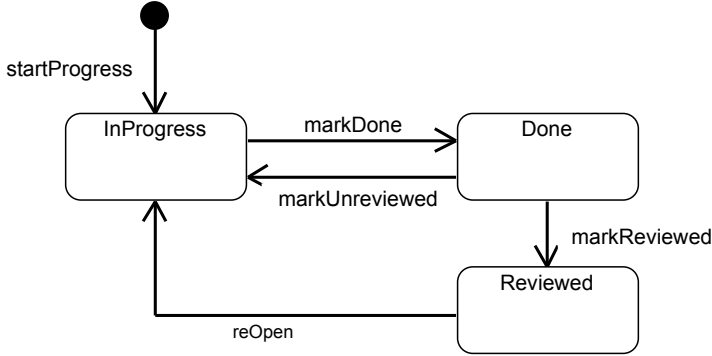 startProgress
InProgress
markDone
Done
markUnreviewed
markReviewed
Reviewed
reOpen